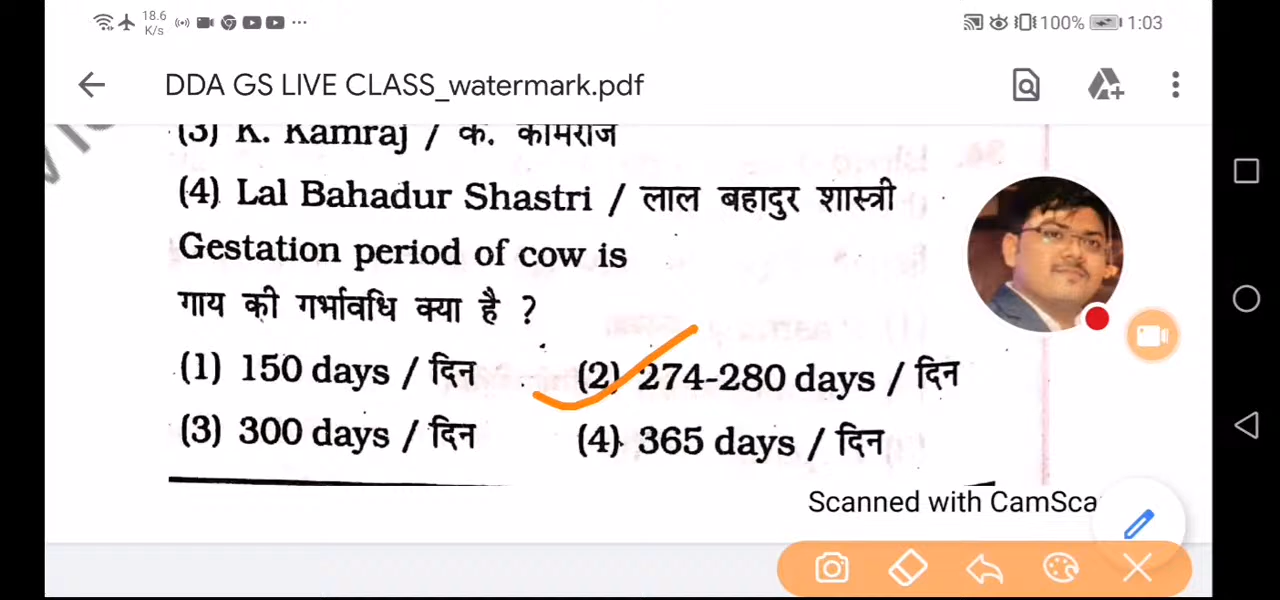 18.6
K/s
100%
1:03
DDA GS LIVE CLASS_watermark.pdf
(3) K. Kamraj / क. कामराज
(4) Lal Bahadur Shastri / लाल बहादुर शास्त्री
Gestation period of cow is
गाय की गर्भावधि क्या है ?
(1) 150 days / दिन (2) 274-280 days / दिन
(3) 300 days / दिन (4) 365 days / दिन
Scanned with CamSca